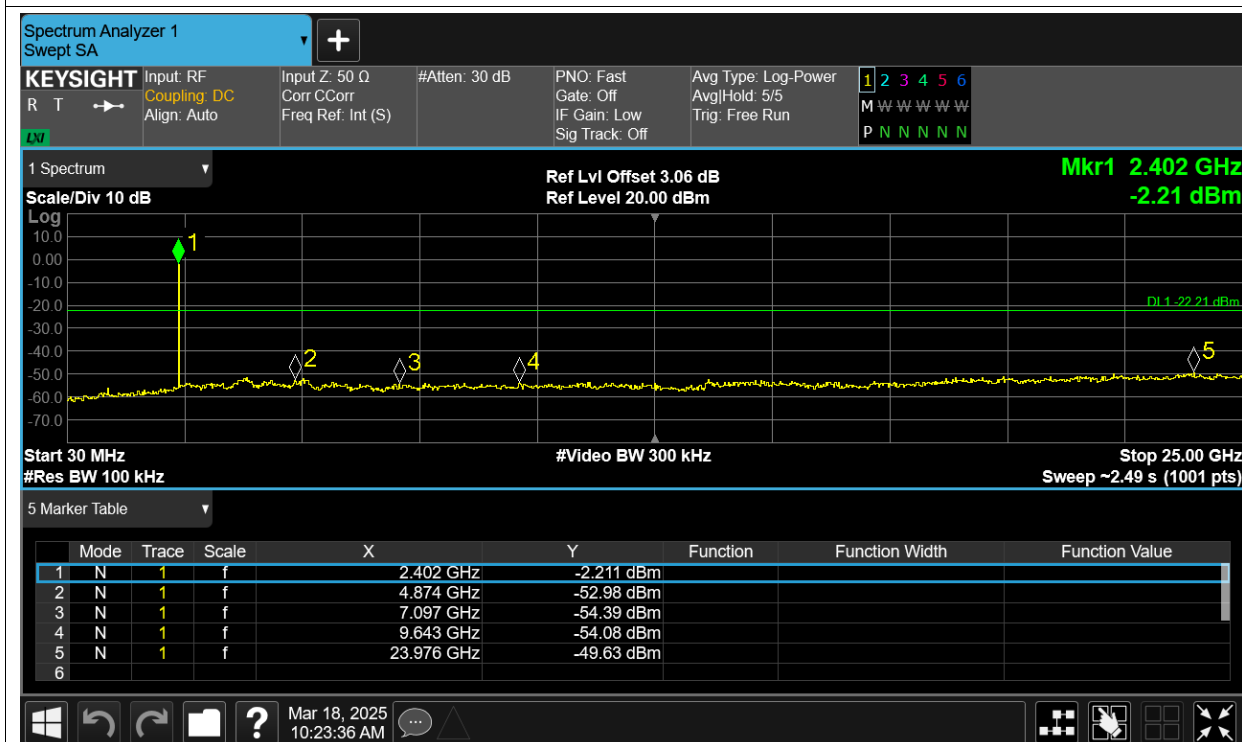 Spectrum Analyzer 1
Swept SA
+
KEYSIGHT Input: RF Input Z: 50 Ω #Atten: 30 dB PNO: Fast Avg Type: Log-Power 1 2 3 4 5 6
R T Coupling: DC Corr CCorr Gate: Off Avg|Hold: 5/5 M W W W W W
Align: Auto Freq Ref: Int (S) IF Gain: Low Trig: Free Run
LXI Sig Track: Off P N N N N N
1 Spectrum
Ref Lvl Offset 3.06 dB Mkr1 2.402 GHz
Scale/Div 10 dB Ref Level 20.00 dBm -2.21 dBm
Log
10.0
1
0.00
-10.0
-20.0
DL1 -22.21 dBm
-30.0
-40.0
2 3 4 5
-50.0
-60.0
-70.0
Start 30 MHz #Video BW 300 kHz Stop 25.00 GHz
#Res BW 100 kHz Sweep ~2.49 s (1001 pts)
5 Marker Table
Mode Trace Scale X Y Function Function Width Function Value
1 N 1 f 2.402 GHz -2.211 dBm
2 N 1 f 4.874 GHz -52.98 dBm
3 N 1 f 7.097 GHz -54.39 dBm
4 N 1 f 9.643 GHz -54.08 dBm
5 N 1 f 23.976 GHz -49.63 dBm
6
? Mar 18, 2025
10:23:36 AM